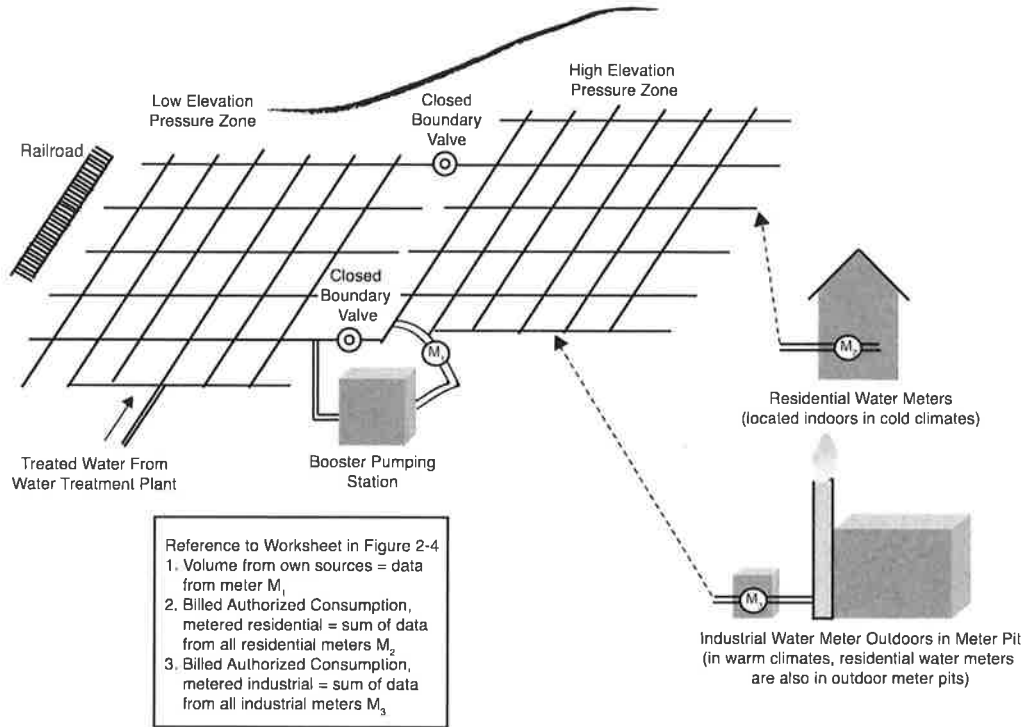 High Elevation
Pressure Zone
Low Elevation
Pressure Zone
Closed
Boundary
Valve
Railroad
Closed
Boundary
Valve
M₁
M₂
Residential Water Meters
(located indoors in cold climates)
Treated Water From
Water Treatment Plant
Booster Pumping
Station
Reference to Worksheet in Figure 2-4
1. Volume from own sources = data
from meter M₁
2. Billed Authorized Consumption,
metered residential = sum of data
from all residential meters M₂
3. Billed Authorized Consumption,
metered industrial = sum of data
from all industrial meters M₃
M₃
Industrial Water Meter Outdoors in Meter Pit
(in warm climates, residential water meters
are also in outdoor meter pits)